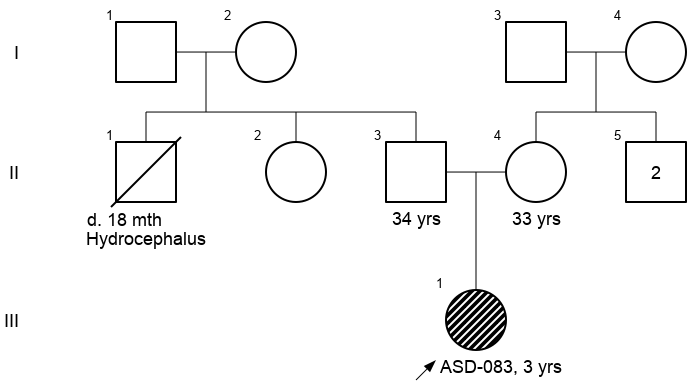 1 2 3 4
I
1 2 3 4 5
II
2
d. 18 mth 34 yrs 33 yrs
Hydrocephalus
1
III
ASD-083, 3 yrs